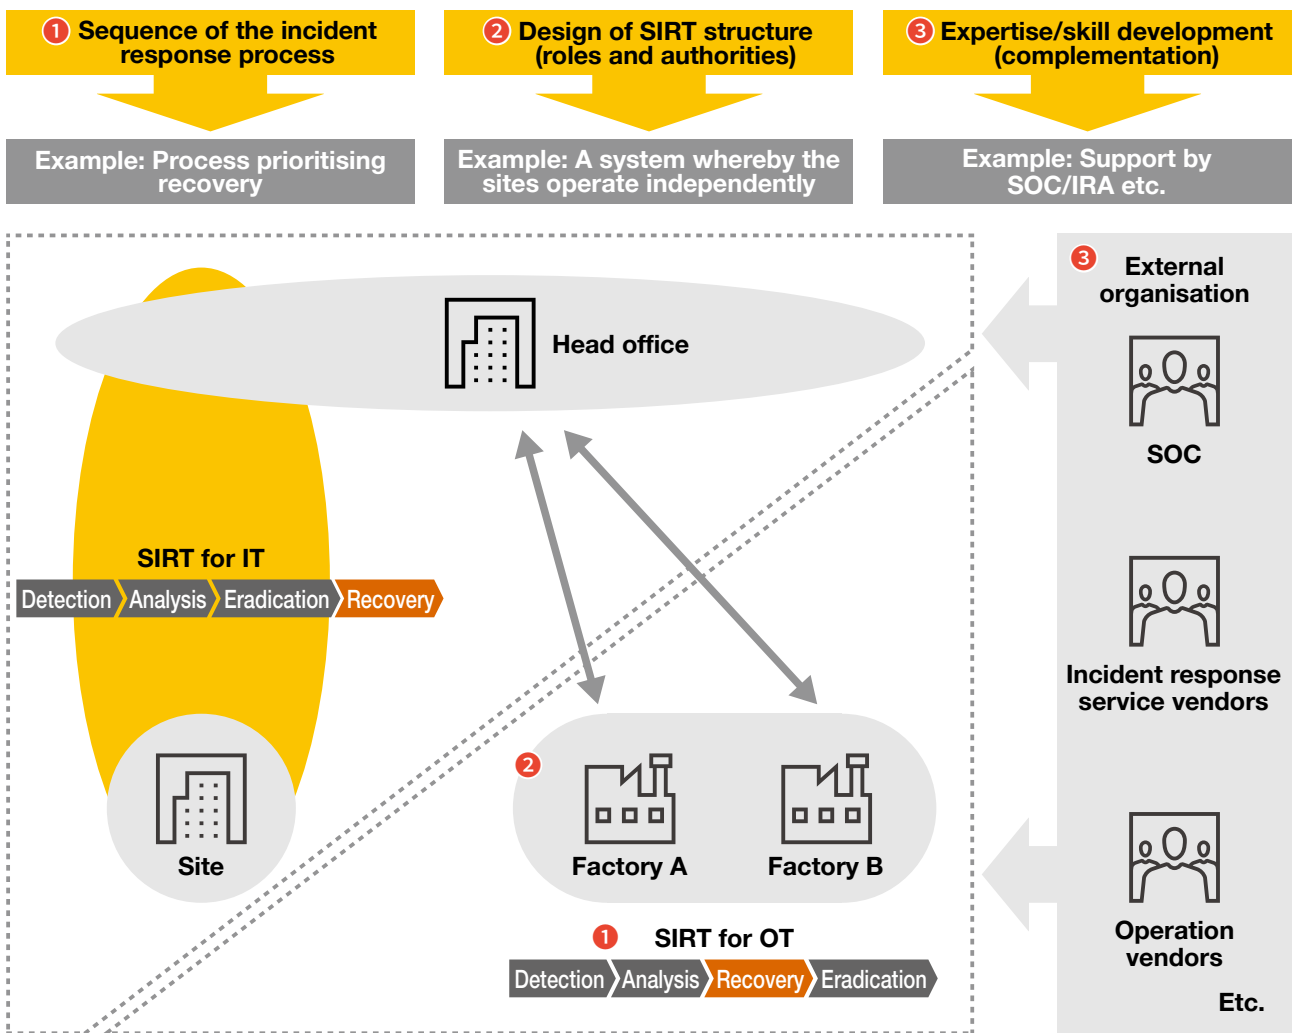 1 Sequence of the incident
response process
2 Design of SIRT structure
(roles and authorities)
3 Expertise/skill development
(complementation)
Example: Process prioritising
recovery
Example: A system whereby the
sites operate independently
Example: Support by
SOC/IRA etc.
Head office
SIRT for IT
Detection Analysis Eradication Recovery
Site
2
Factory A
Factory B
1 SIRT for OT
Detection Analysis Recovery Eradication
3 External
organisation
SOC
Incident response
service vendors
Operation
vendors
Etc.